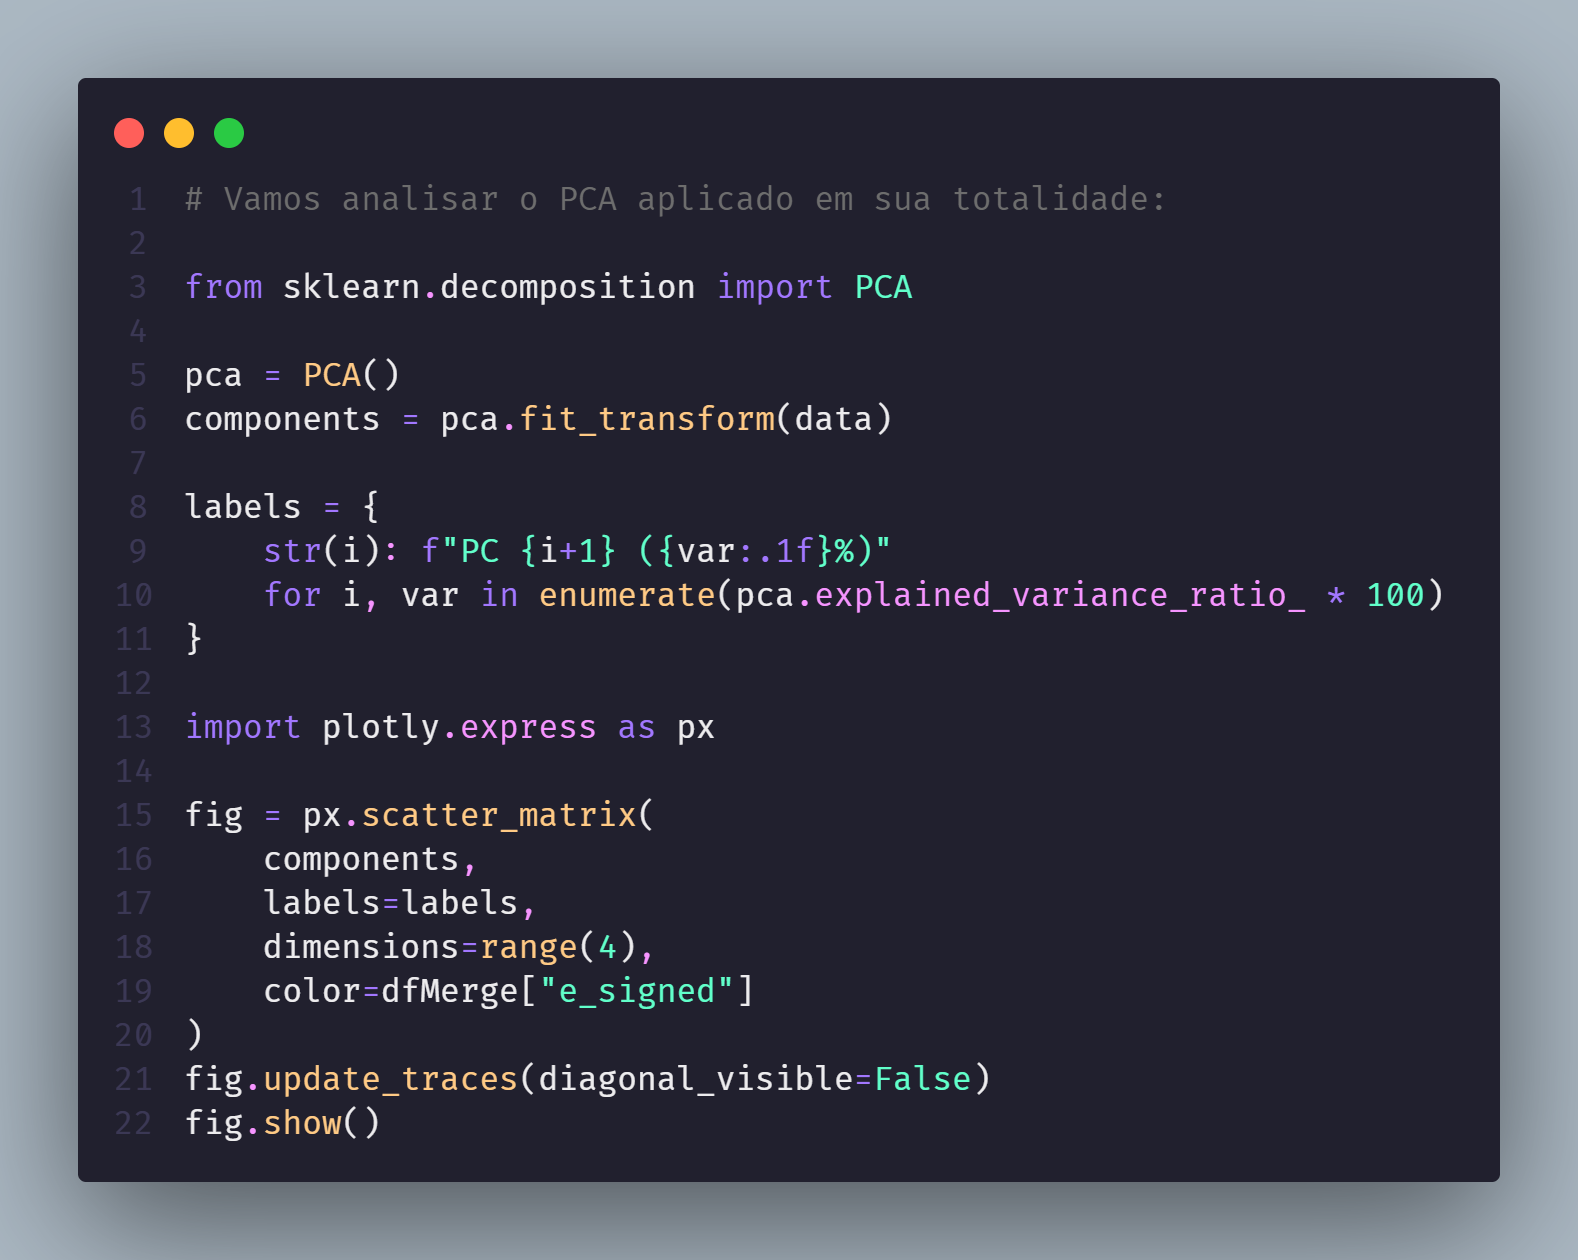 1 # Vamos analisar o PCA aplicado em sua totalidade:
2
3 from sklearn.decomposition import PCA
4
5 pca = PCA()
6 components = pca.fit_transform(data)
7
8 labels = {
9     str(i): f"PC {i+1} ({var:.1f}%)"
10     for i, var in enumerate(pca.explained_variance_ratio_ * 100)
11 }
12
13 import plotly.express as px
14
15 fig = px.scatter_matrix(
16     components,
17     labels=labels,
18     dimensions=range(4),
19     color=dfMerge["e_signed"]
20 )
21 fig.update_traces(diagonal_visible=False)
22 fig.show()